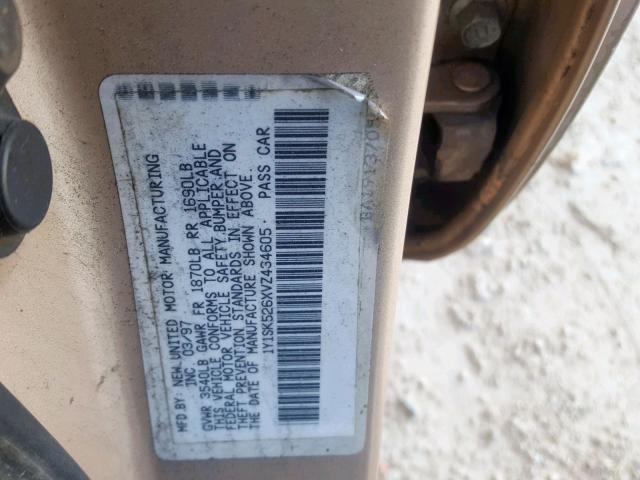 MFD.BY: NEW UNITED MOTOR MANUFACTURING
INC. 03/97
GVWR 3540LB GAWR FR 1870LB RR 1690LB
THIS VEHICLE CONFORMS TO ALL APPLICABLE
FEDERAL MOTOR VEHICLE SAFETY,BUMPER AND
THEFT PREVENTION STANDARDS IN EFFECT ON
THE DATE OF MANUFACTURE SHOWN ABOVE.
1Y1SK526XVZ434605 PASS CAR